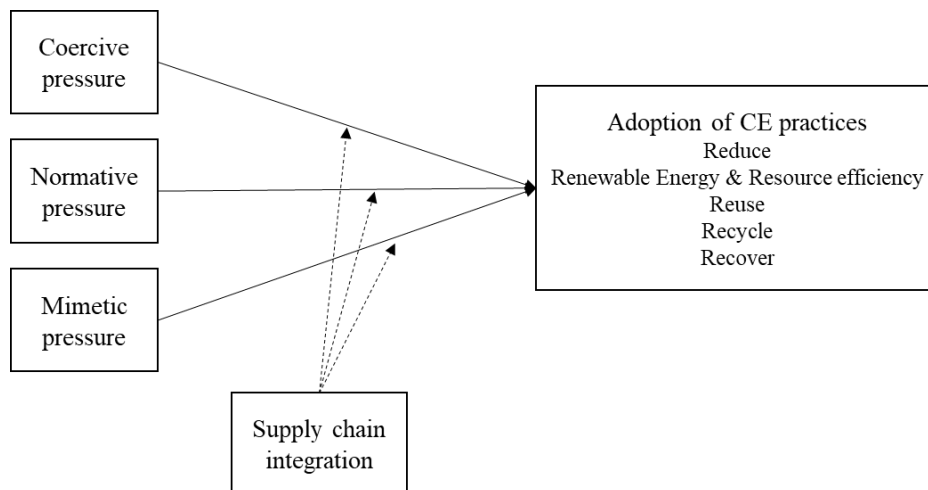 Coercive
pressure
Normative
pressure
Mimetic
pressure
Supply chain
integration
Adoption of CE practices
Reduce
Renewable Energy & Resource efficiency
Reuse
Recycle
Recover